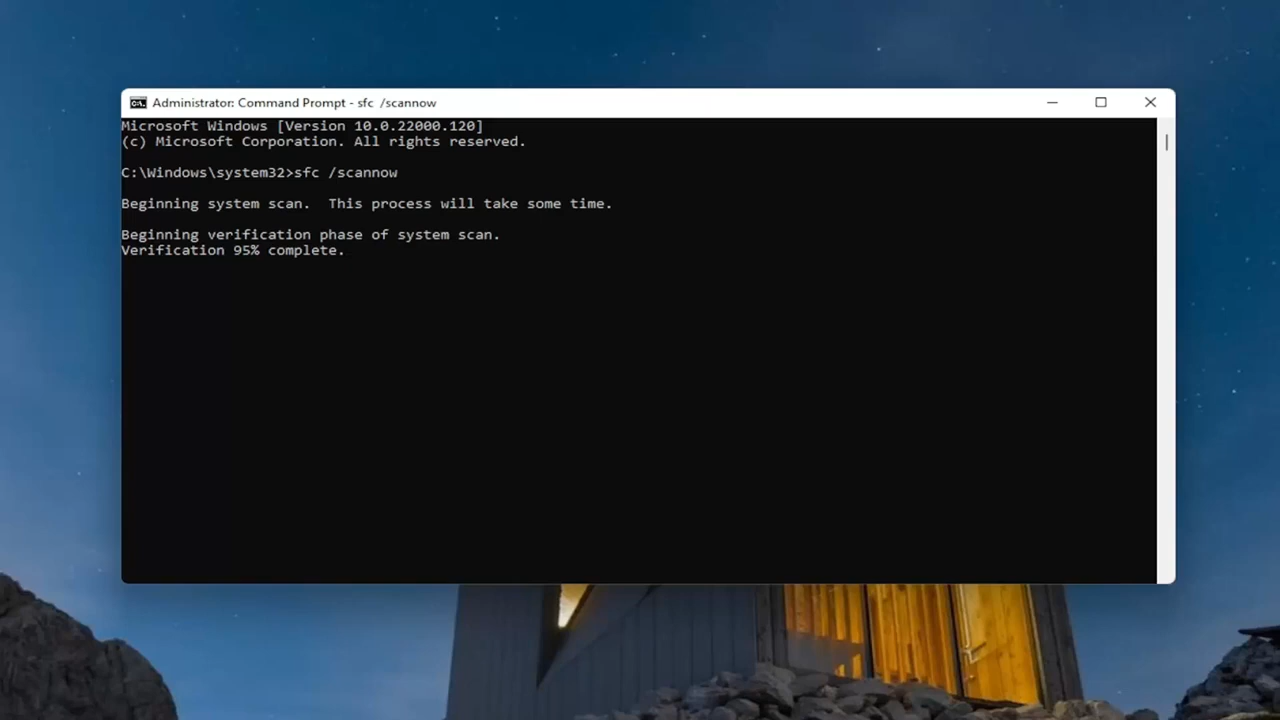 Administrator: Command Prompt - sfc  /scannow
Microsoft Windows [Version 10.0.22000.120]
(c) Microsoft Corporation. All rights reserved.
C:\Windows\system32>sfc /scannow
Beginning system scan.  This process will take some time.
Beginning verification phase of system scan.
Verification 95% complete.